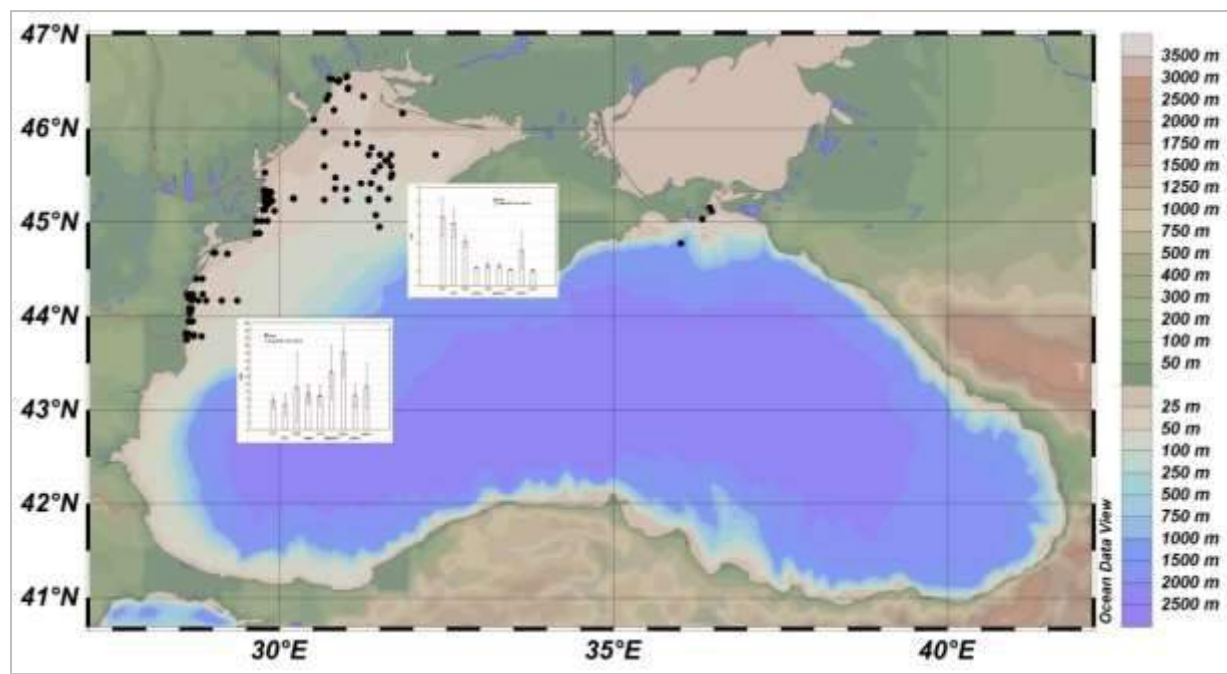 47°N
46°N
45°N
44°N
43°N
42°N
41°N
30°E
35°E
40°E
Ocean Data View
3500 m
3000 m
2500 m
2000 m
1750 m
1500 m
1250 m
1000 m
750 m
500 m
400 m
300 m
200 m
100 m
50 m
25 m
50 m
100 m
250 m
500 m
750 m
1000 m
1500 m
2000 m
2500 m